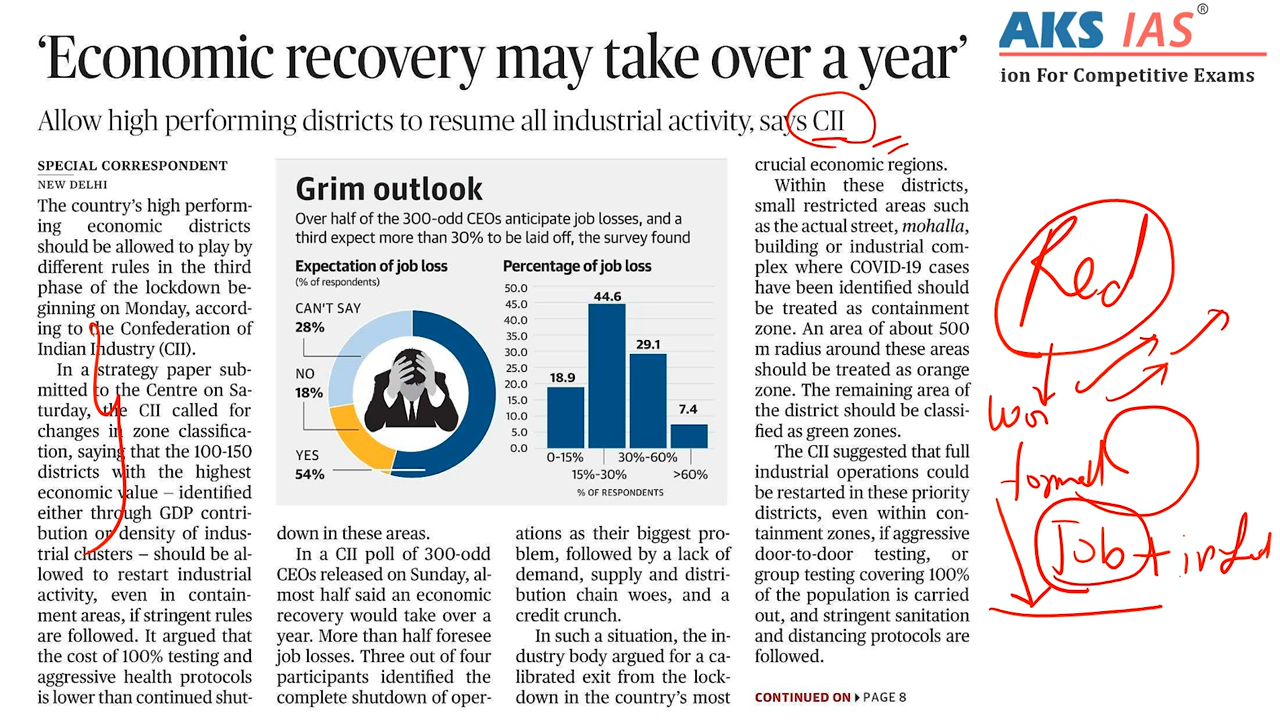 ‘Economic recovery may take over a year’
AKS IAS®
ion For Competitive Exams
Allow high performing districts to resume all industrial activity, says CII
SPECIAL CORRESPONDENT
NEW DELHI
The country’s high perform-
ing economic districts
should be allowed to play by
different rules in the third
phase of the lockdown be-
ginning on Monday, accord-
ing to the Confederation of
Indian Industry (CII).
In a strategy paper sub-
mitted to the Centre on Sa-
turday, the CII called for
changes in zone classifica-
tion, saying that the 100-150
districts with the highest
economic value – identified
either through GDP contri-
bution or density of indus-
trial clusters – should be al-
lowed to restart industrial
activity, even in contain-
ment areas, if stringent rules
are followed. It argued that
the cost of 100% testing and
aggressive health protocols
is lower than continued shut-
Grim outlook
Over half of the 300-odd CEOs anticipate job losses, and a
third expect more than 30% to be laid off, the survey found
Expectation of job loss
(% of respondents)
CAN'T SAY
28%
NO
18%
YES
54%
Percentage of job loss
50.0
45.0
40.0
35.0
30.0
25.0
20.0
15.0
10.0
5.0
0.0
18.9
44.6
29.1
7.4
0-15%
15%-30%
30%-60%
>60%
% OF RESPONDENTS
down in these areas.
In a CII poll of 300-odd
CEOs released on Sunday, al-
most half said an economic
recovery would take over a
year. More than half foresee
job losses. Three out of four
participants identified the
complete shutdown of oper-
ations as their biggest pro-
blem, followed by a lack of
demand, supply and distri-
bution chain woes, and a
credit crunch.
In such a situation, the in-
dustry body argued for a ca-
librated exit from the lock-
down in the country’s most
crucial economic regions.
Within these districts,
small restricted areas such
as the actual street, mohalla,
building or industrial com-
plex where COVID-19 cases
have been identified should
be treated as containment
zone. An area of about 500
m radius around these areas
should be treated as orange
zone. The remaining area of
the district should be classi-
fied as green zones.
The CII suggested that full
industrial operations could
be restarted in these priority
districts, even within con-
tainment zones, if aggressive
door-to-door testing, or
group testing covering 100%
of the population is carried
out, and stringent sanitation
and distancing protocols are
followed.
CONTINUED ON PAGE 8
Red
Job